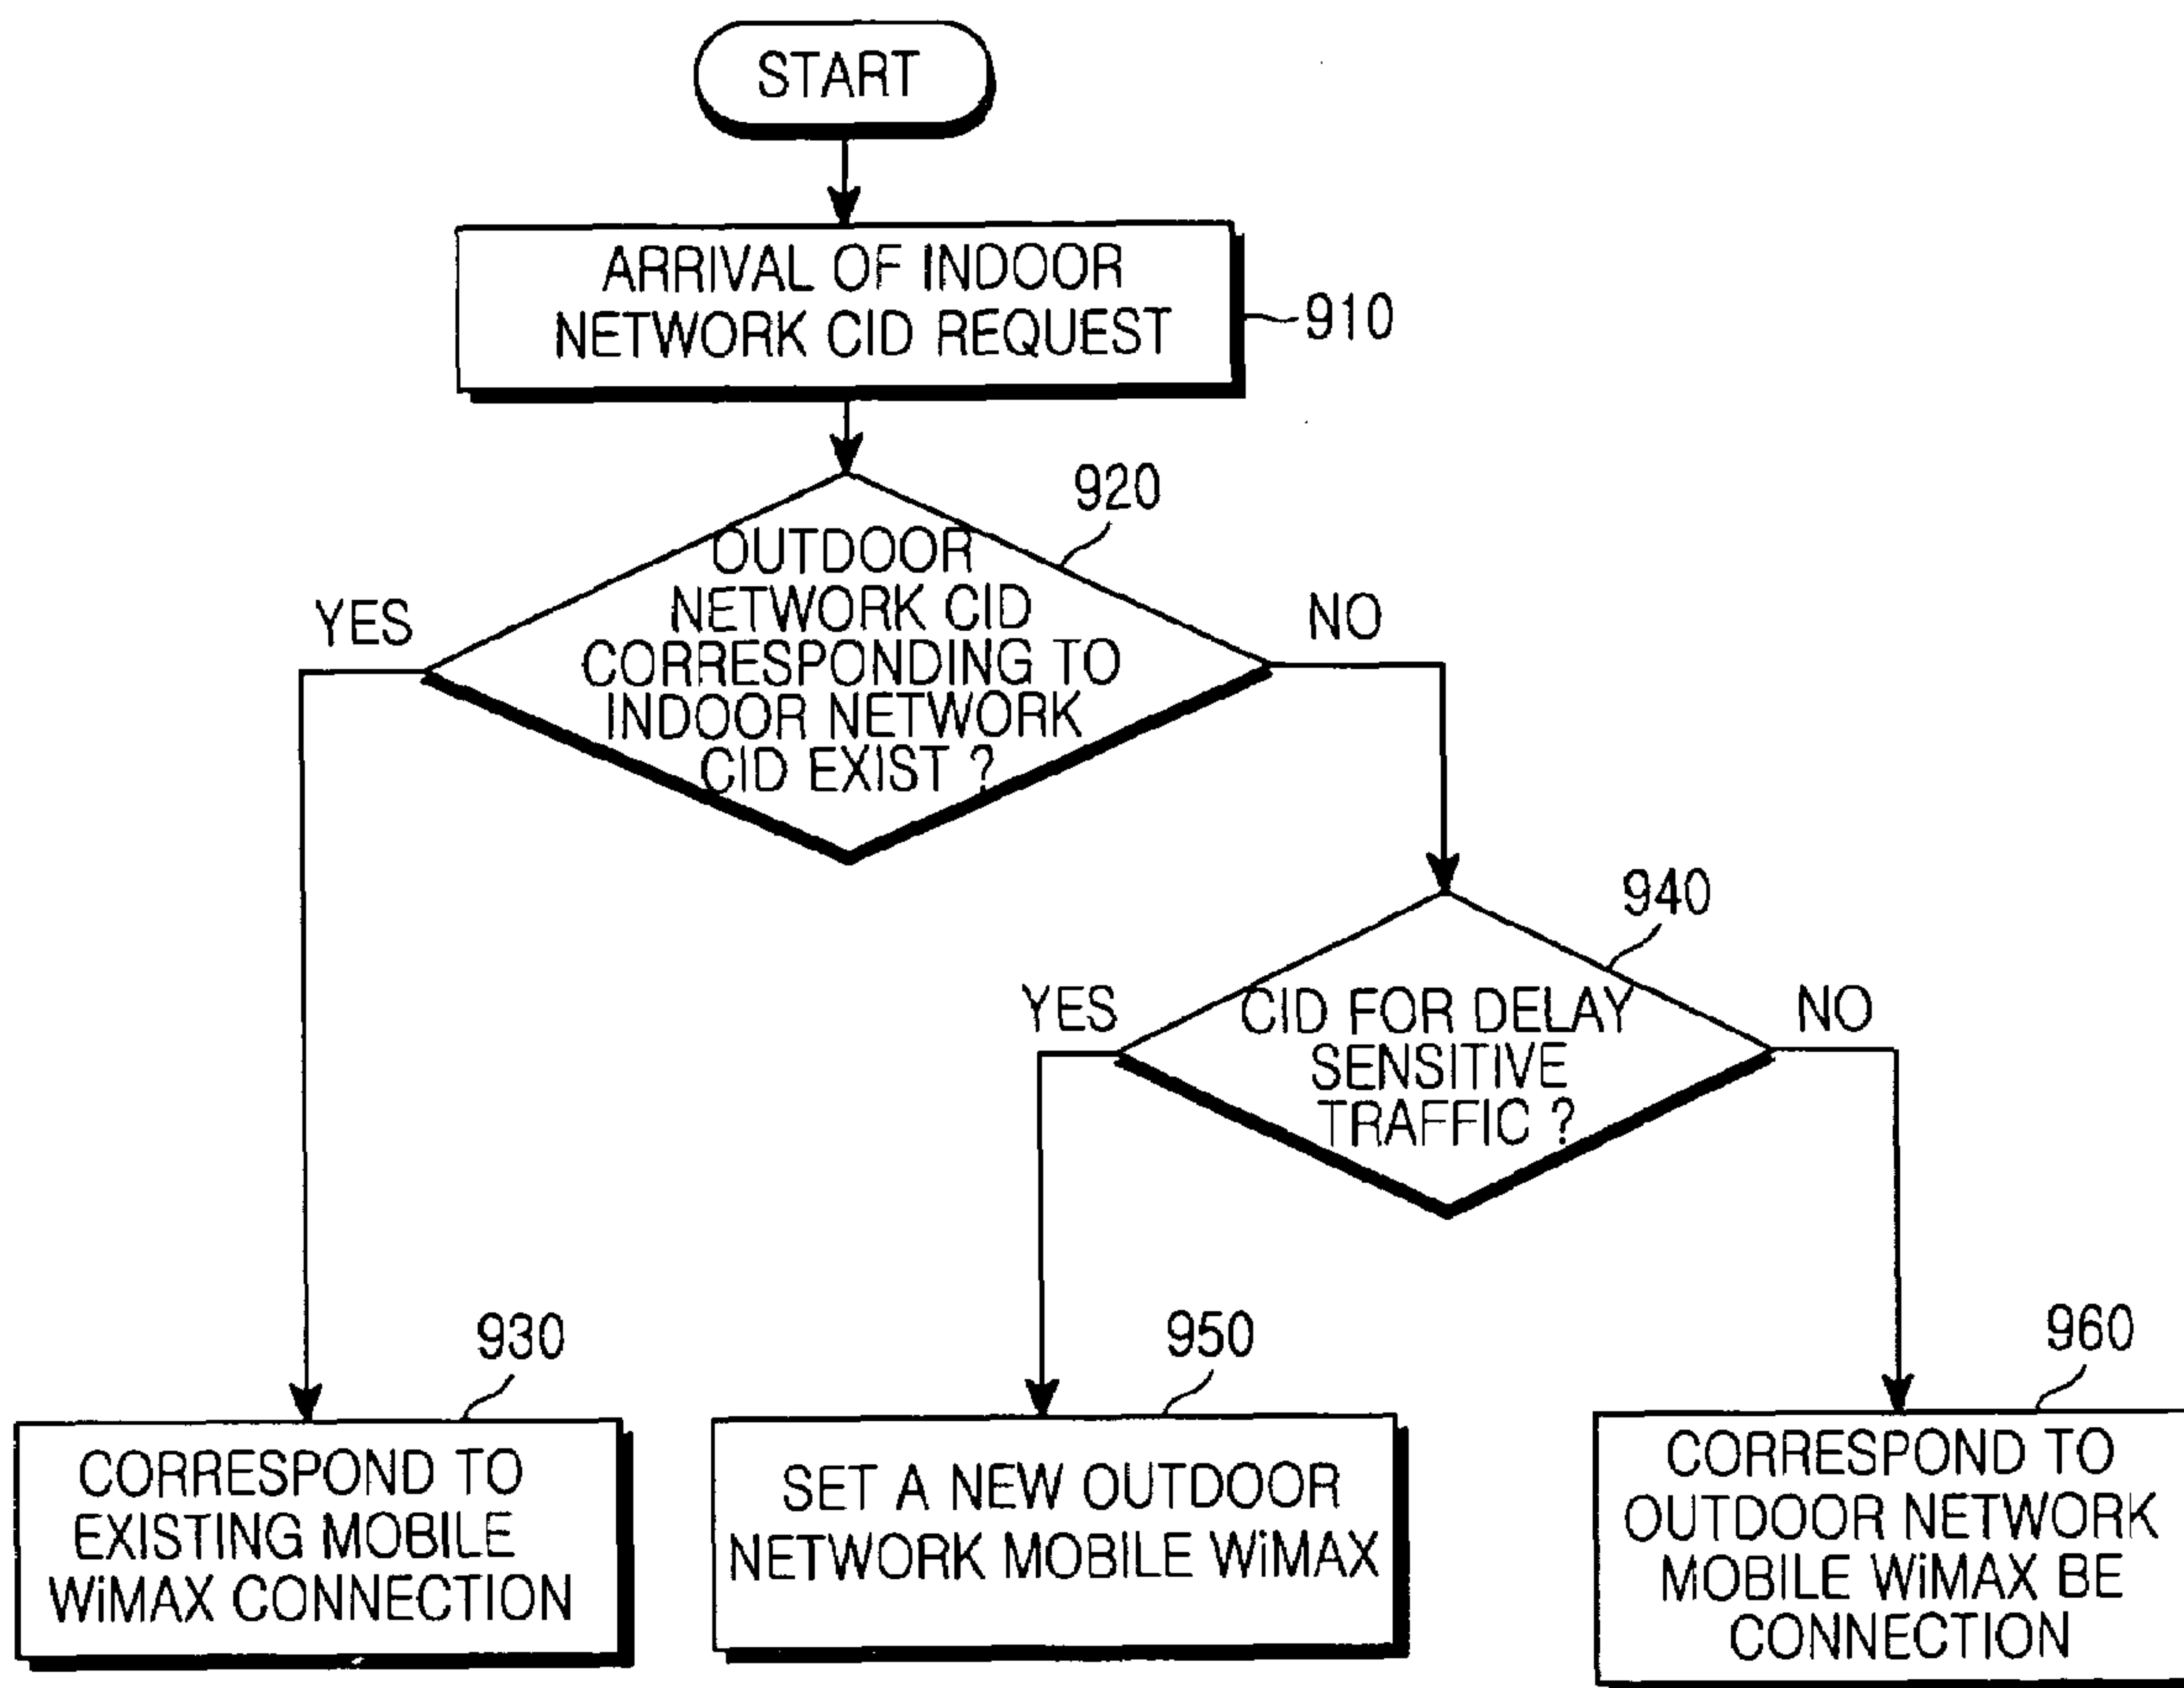 START
ARRIVAL OF INDOOR
NETWORK CID REQUEST
910
920
OUTDOOR
NETWORK CID
CORRESPONDING TO
INDOOR NETWORK
CID EXIST ?
YES
NO
940
CID FOR DELAY
SENSITIVE
TRAFFIC ?
YES
NO
930
CORRESPOND TO
EXISTING MOBILE
WiMAX CONNECTION
950
SET A NEW OUTDOOR
NETWORK MOBILE WiMAX
960
CORRESPOND TO
OUTDOOR NETWORK
MOBILE WiMAX BE
CONNECTION